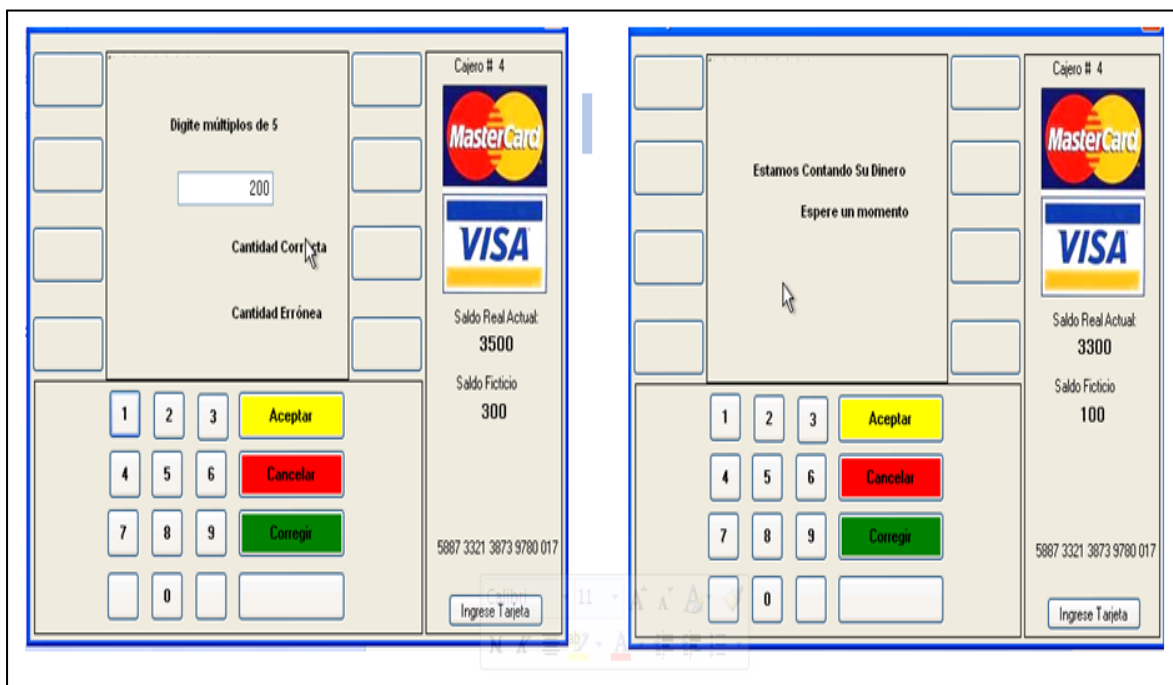 Digite múltiplos de 5
200
Cantidad Correcta
Cantidad Errónea
Cajero # 4
MasterCard
VISA
Saldo Real Actual:
3500
Saldo Ficticio
300
5887 3321 3873 9780 017
Ingrese Tarjeta
1 2 3 Aceptar
4 5 6 Cancelar
7 8 9 Corregir
0
Calibri 11 A A A
N K ab A
Estamos Contando Su Dinero
Espere un momento
Cajero # 4
MasterCard
VISA
Saldo Real Actual:
3300
Saldo Ficticio
100
5887 3321 3873 9780 017
Ingrese Tarjeta
1 2 3 Aceptar
4 5 6 Cancelar
7 8 9 Corregir
0